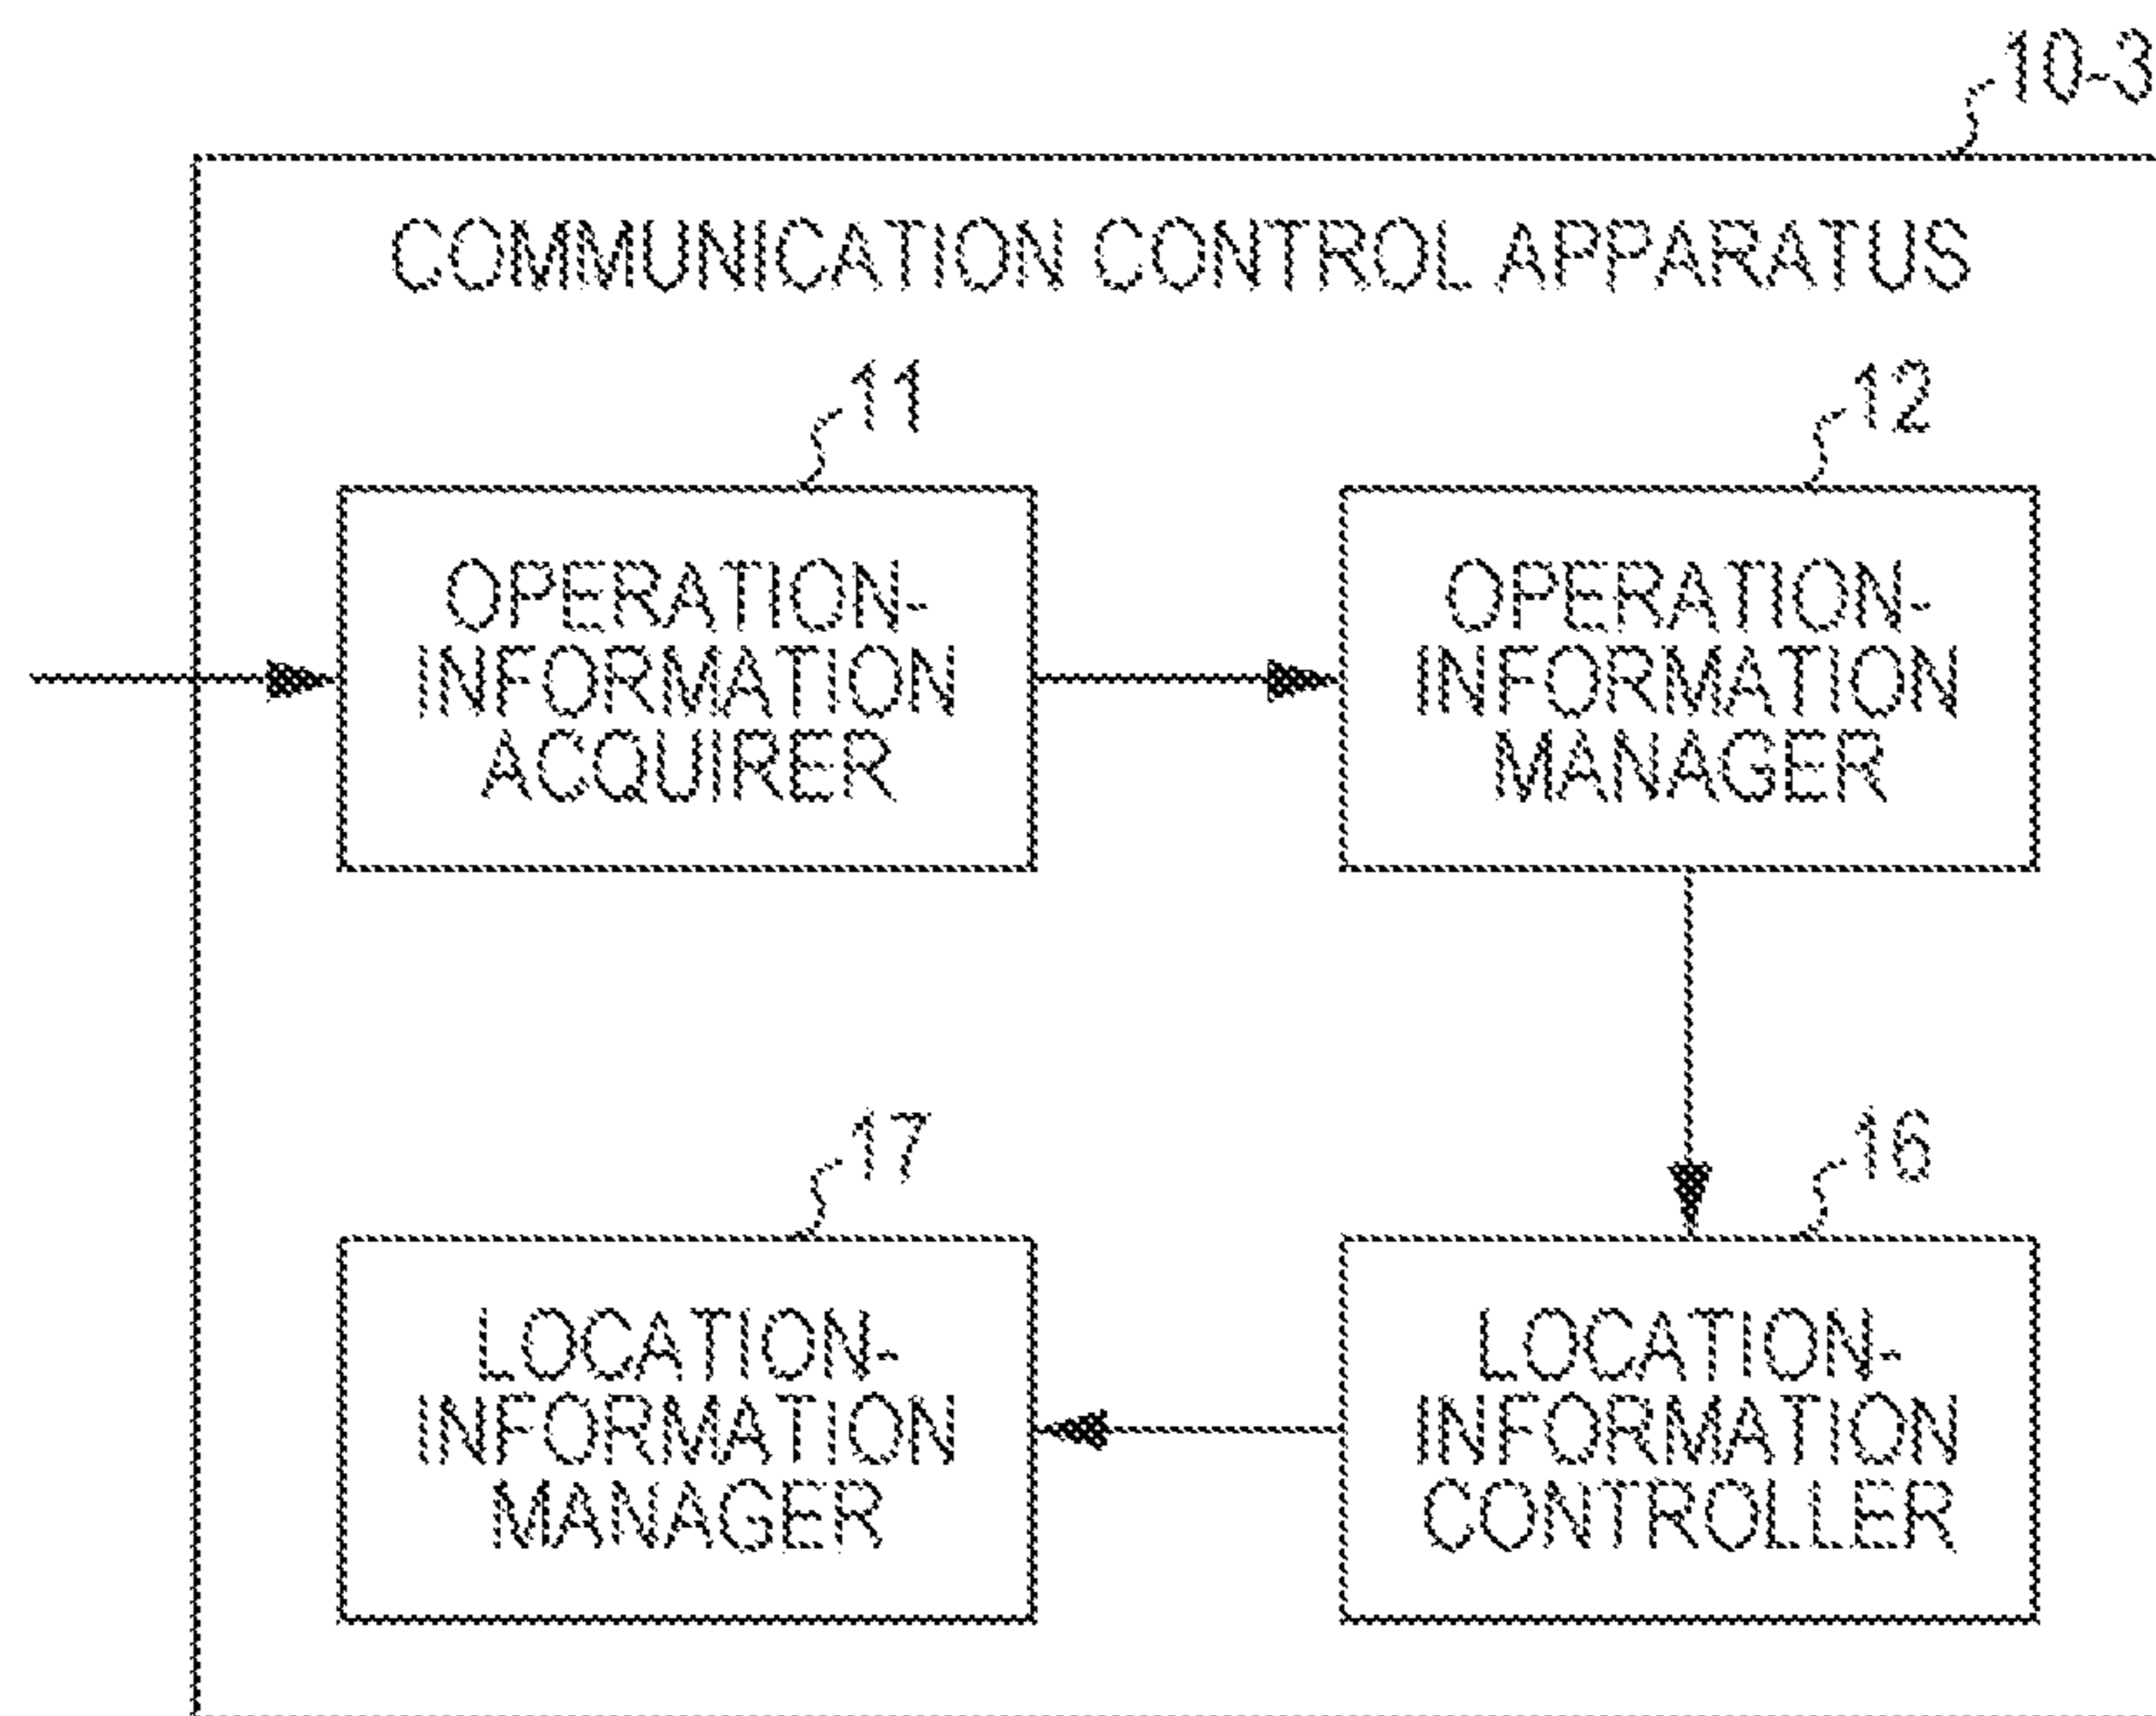 10-3
COMMUNICATION CONTROL APPARATUS
11
12
OPERATION-
INFORMATION
ACQUIRER
OPERATION-
INFORMATION
MANAGER
17
16
LOCATION-
INFORMATION
MANAGER
LOCATION-
INFORMATION
CONTROLLER